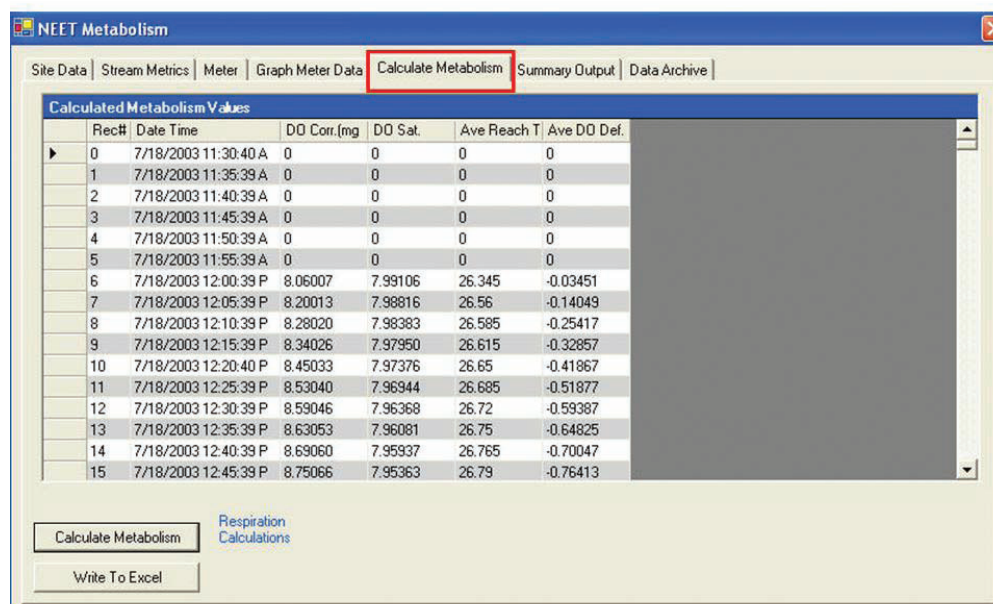 NEET Metabolism
Site Data Stream Metrics Meter Graph Meter Data Calculate Metabolism Summary Output Data Archive
Calculated Metabolism Values
Rec# Date Time DO Corr.(mg DO Sat. Ave Reach T Ave DO Def.
0 7/18/2003 11:30:40 A 0 0 0 0
1 7/18/2003 11:35:39 A 0 0 0 0
2 7/18/2003 11:40:39 A 0 0 0 0
3 7/18/2003 11:45:39 A 0 0 0 0
4 7/18/2003 11:50:39 A 0 0 0 0
5 7/18/2003 11:55:39 A 0 0 0 0
6 7/18/2003 12:00:39 P 8.06007 7.99106 26.345 -0.03451
7 7/18/2003 12:05:39 P 8.20013 7.98816 26.56 -0.14049
8 7/18/2003 12:10:39 P 8.28020 7.98383 26.585 -0.25417
9 7/18/2003 12:15:39 P 8.34026 7.97950 26.615 -0.32857
10 7/18/2003 12:20:40 P 8.45033 7.97376 26.65 -0.41867
11 7/18/2003 12:25:39 P 8.53040 7.96944 26.685 -0.51877
12 7/18/2003 12:30:39 P 8.59046 7.96368 26.72 -0.59387
13 7/18/2003 12:35:39 P 8.63053 7.96081 26.75 -0.64825
14 7/18/2003 12:40:39 P 8.69060 7.95937 26.765 -0.70047
15 7/18/2003 12:45:39 P 8.75066 7.95363 26.79 -0.76413
Calculate Metabolism
Respiration
Calculations
Write To Excel